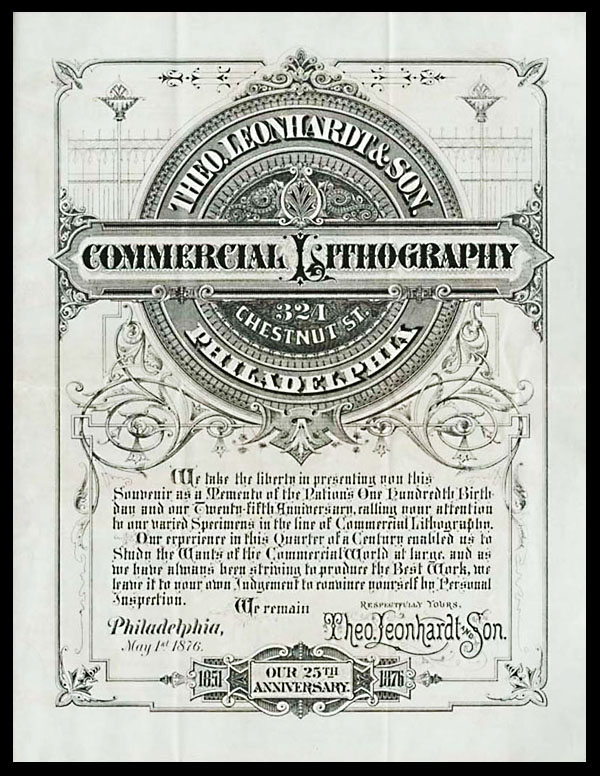 THEO. LEONHARDT & SON.
COMMERCIAL LITHOGRAPHY
324
CHESTNUT ST.
PHILADELPHIA
We take the liberty in presenting you this
Souvenir as a Memento of the Nation's One Hundredth Birth-
day and our Twenty-fifth Anniversary, calling your attention
to our varied Specimens in the line of Commercial Lithography.
Our experience in this Quarter of a Century enabled us to
Study the Wants of the Commercial World at large, and as
we have always been striving to produce the Best Work, we
leave it to your own Judgement to convince yourself by Personal
Inspection.
We remain
RESPECTFULLY YOURS,
Philadelphia,
May 1st 1876.
Theo. Leonhardt AND Son.
1851
OUR 25TH
ANNIVERSARY.
1876